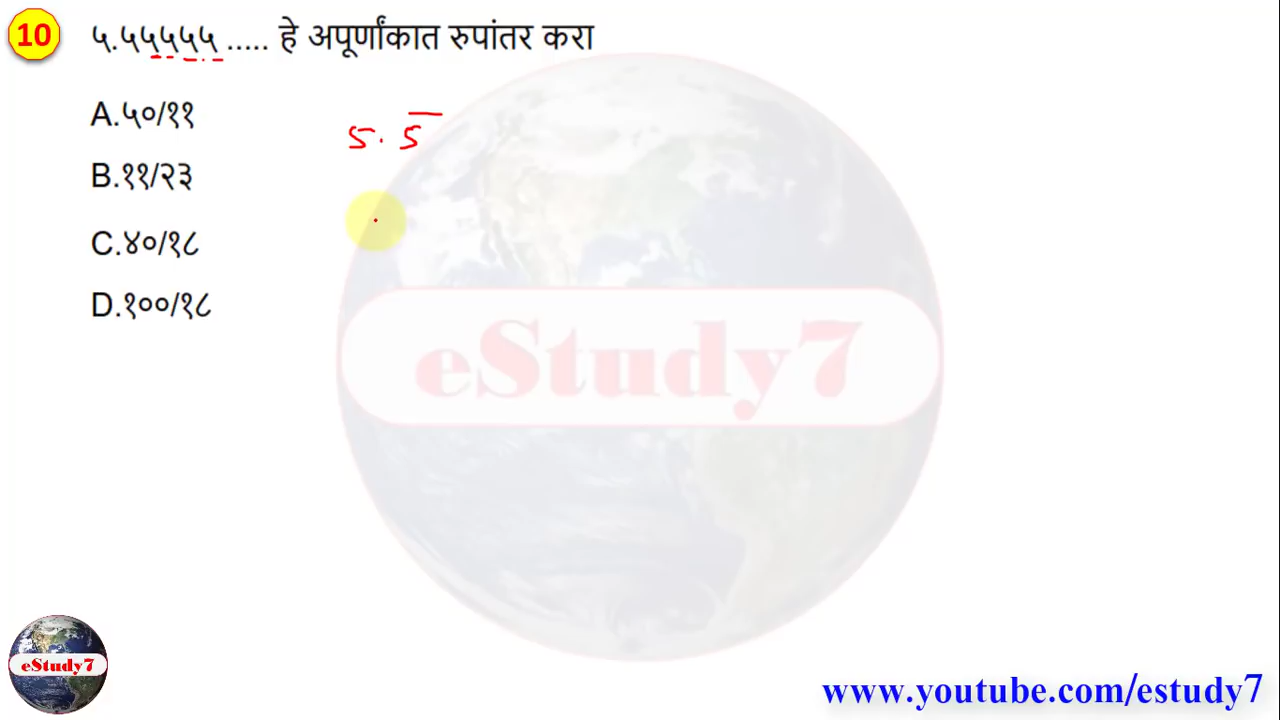 10 ५.५५५५५ ..... हे अपूर्णांकात रुपांतर करा
A.५०/११
5. 5
B.११/२३
C.४०/१८
D.१००/१८
eStudy7
eStudy7
www.youtube.com/estudy7